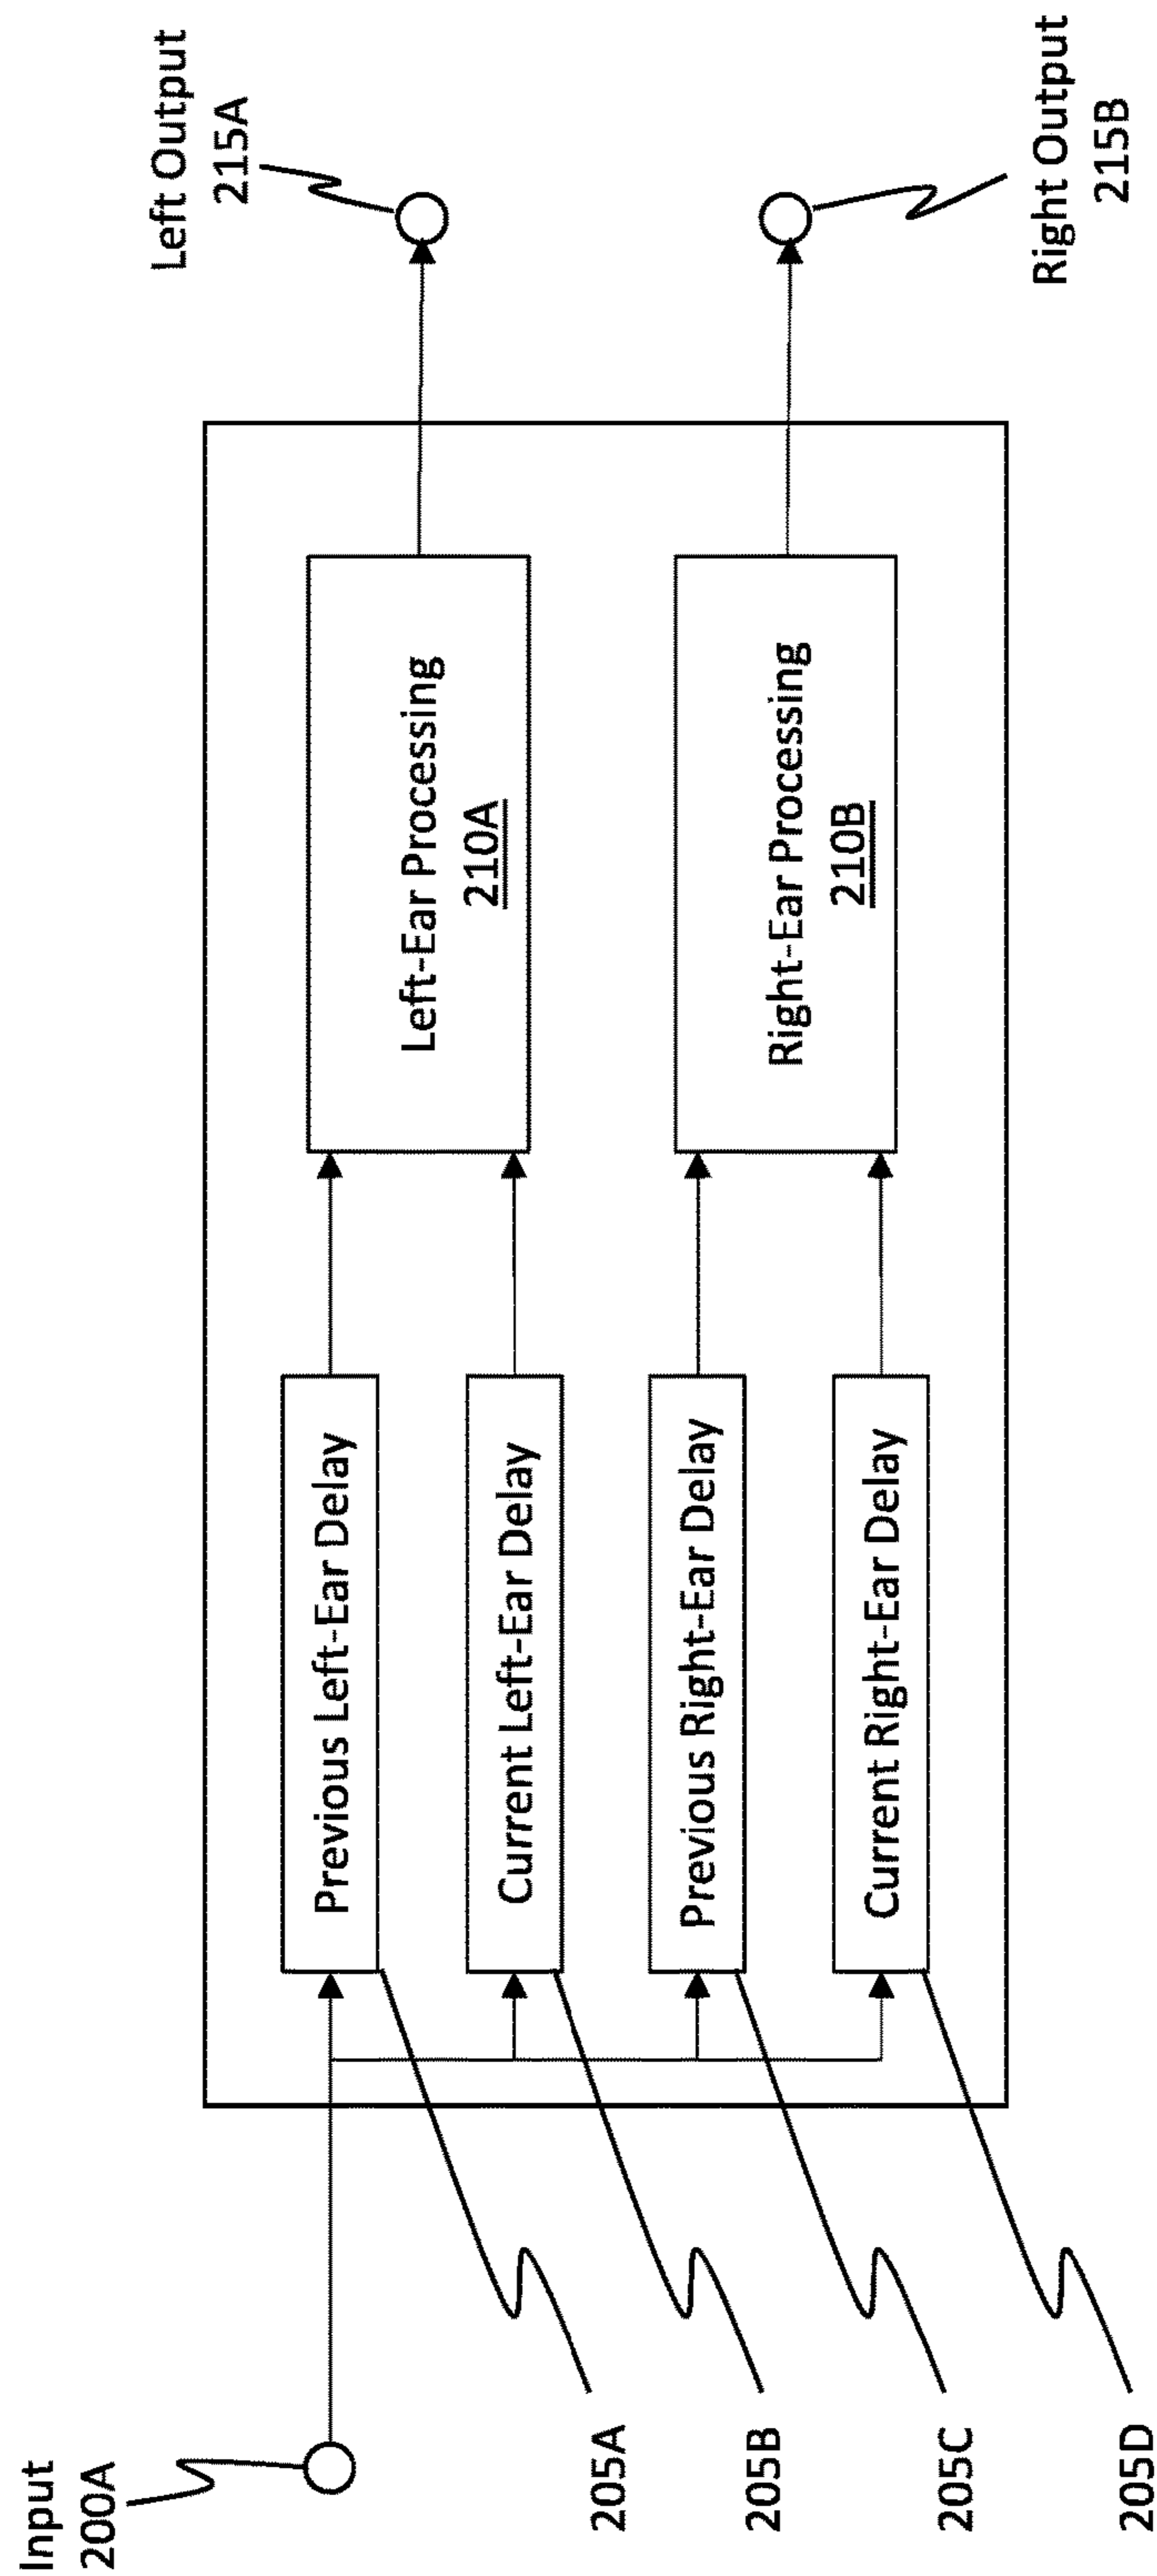 Input
200A
Previous Left-Ear Delay
Current Left-Ear Delay
Previous Right-Ear Delay
Current Right-Ear Delay
205A
205B
205C
205D
Left-Ear Processing
210A
Right-Ear Processing
210B
Left Output
215A
Right Output
215B